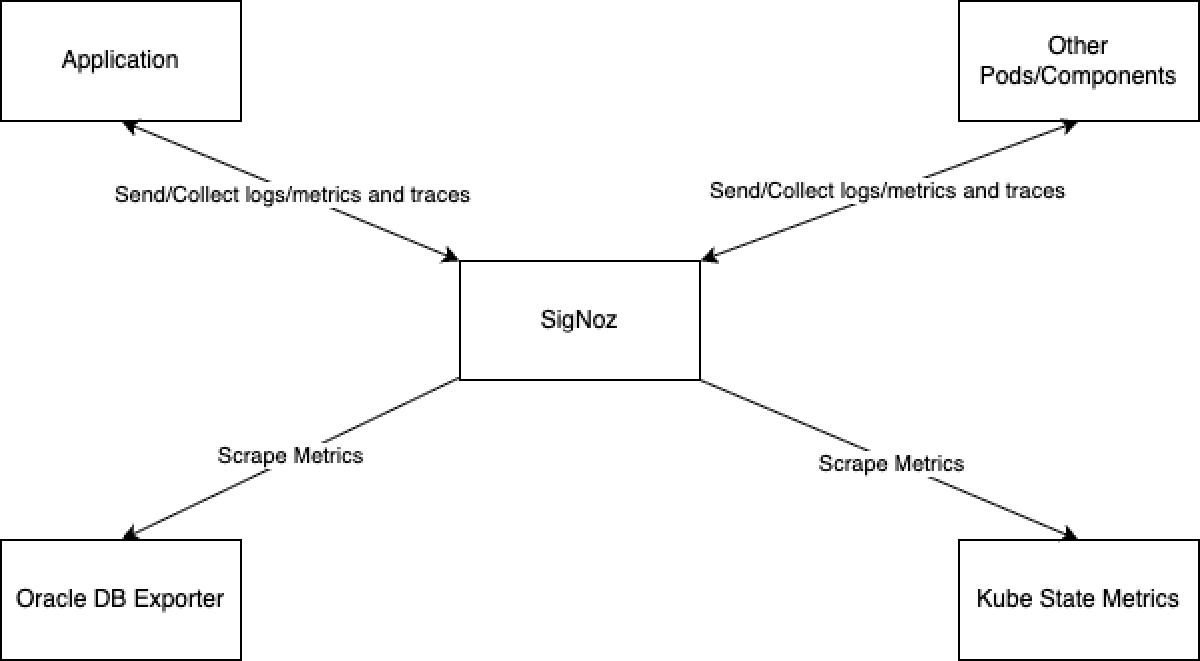 Application
Other
Pods/Components
Send/Collect logs/metrics and traces
Send/Collect logs/metrics and traces
SigNoz
Scrape Metrics
Scrape Metrics
Oracle DB Exporter
Kube State Metrics